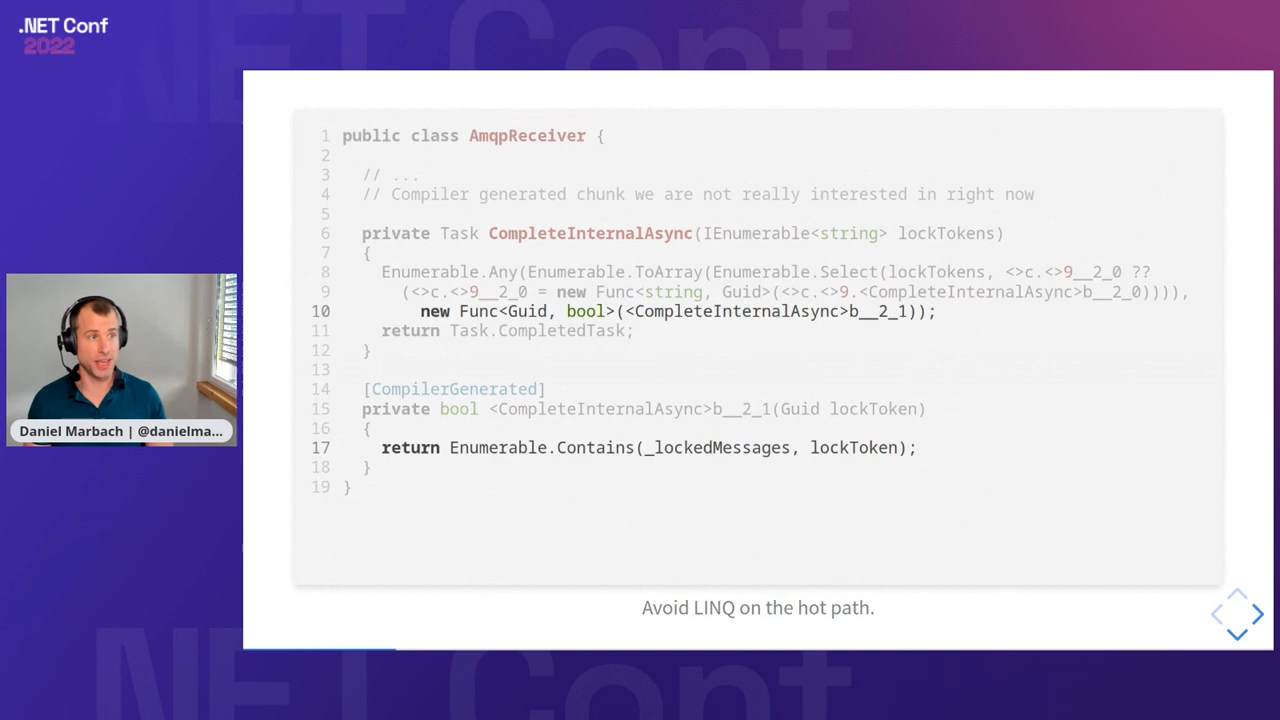 .NET Conf
2022
1 public class AmqpReceiver {
2
3 // ...
4 // Compiler generated chunk we are not really interested in right now
5
6 private Task CompleteInternalAsync(IEnumerable<string> lockTokens)
7 {
8 Enumerable.Any(Enumerable.ToArray(Enumerable.Select(lockTokens, <>c.<>9__2_0 ??
9 (<>c.<>9__2_0 = new Func<string, Guid>(<>c.<>9.<CompleteInternalAsync>b__2_0)))),
10 new Func<Guid, bool>(<CompleteInternalAsync>b__2_1));
11 return Task.CompletedTask;
12 }
13
14 [CompilerGenerated]
15 private bool <CompleteInternalAsync>b__2_1(Guid lockToken)
16 {
17 return Enumerable.Contains(_lockedMessages, lockToken);
18 }
19 }
Daniel Marbach | @danielma...
Avoid LINQ on the hot path.
NET Conf
NET Conf